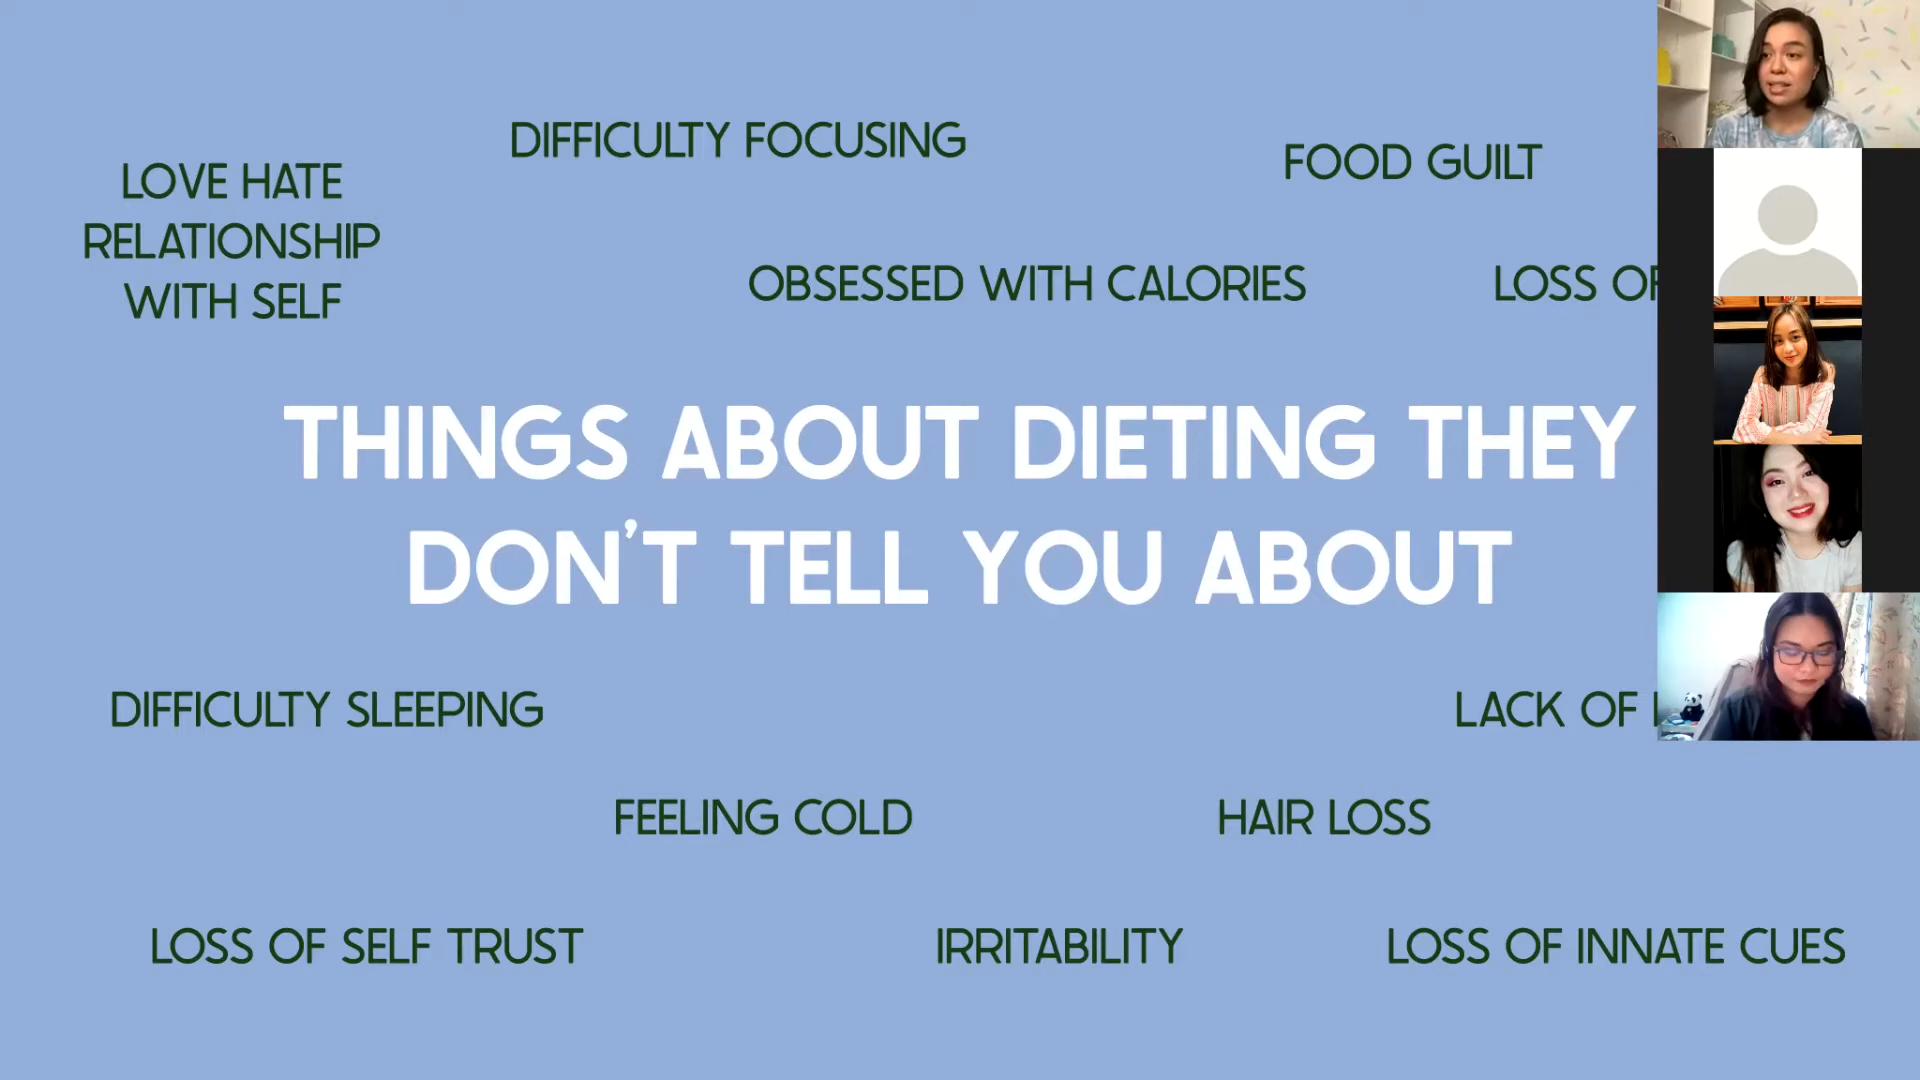 DIFFICULTY FOCUSING
FOOD GUILT
LOVE HATE
RELATIONSHIP
WITH SELF
OBSESSED WITH CALORIES
LOSS OF
THINGS ABOUT DIETING THEY
DON'T TELL YOU ABOUT
DIFFICULTY SLEEPING
LACK OF
FEELING COLD
HAIR LOSS
LOSS OF SELF TRUST
IRRITABILITY
LOSS OF INNATE CUES